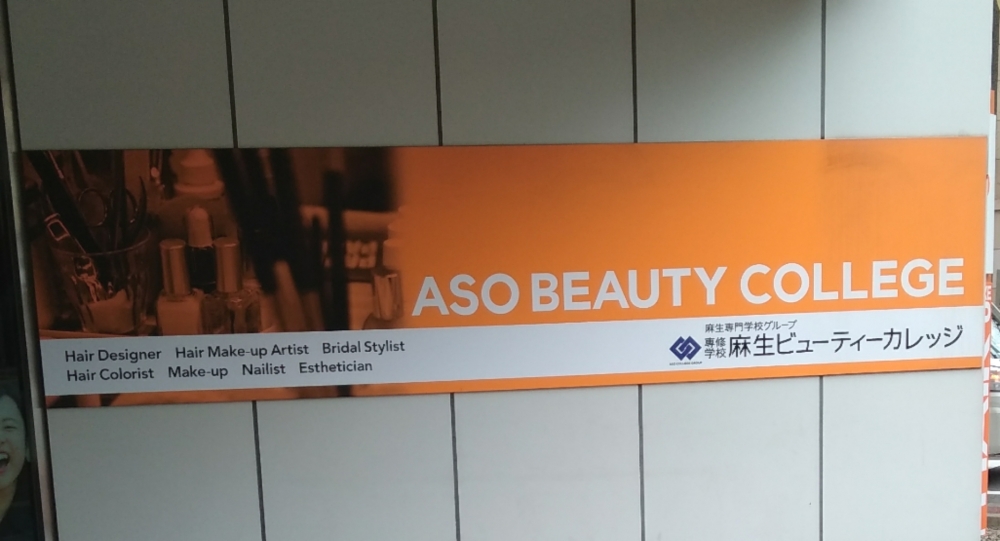 ASO BEAUTY COLLEGE
Hair Designer Hair Make-up Artist Bridal Stylist
Hair Colorist Make-up Nailist Esthetician
麻生専門学校グループ
専修学校 麻生ビューティーカレッジ